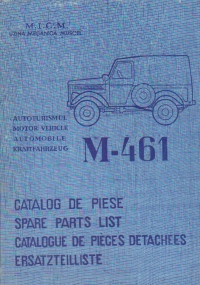 M.I.C.M.
UZINA MECANICA MUSCEL
AUTOTURISMUL
MOTOR VEHICLE
AUTOMOBILE
KRAFTFAHRZEUG
M-461
CATALOG DE PIESE
SPARE PARTS LIST
CATALOGUE DE PIÈCES DETACHÉES
ERSATZTEILLISTE